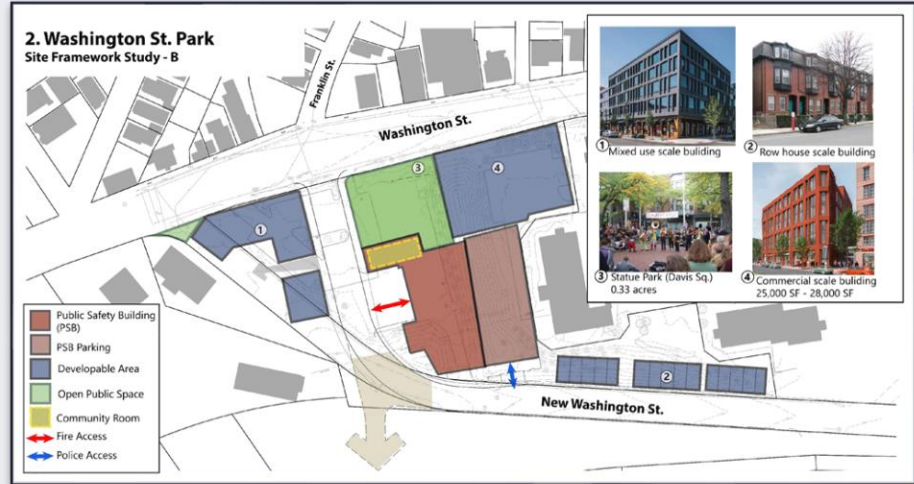 2. Washington St. Park
Site Framework Study - B
Franklin St.
Washington St.
③
④
①
②
New Washington St.
① Mixed use scale buliding
② Row house scale building
③ Statue Park (Davis Sq.)
0.33 acres
④ Commercial scale buliding
25,000 SF - 28,000 SF
Public Safety Building
(PSB)
PSB Parking
Developable Area
Open Public Space
Community Room
Fire Access
Police Access